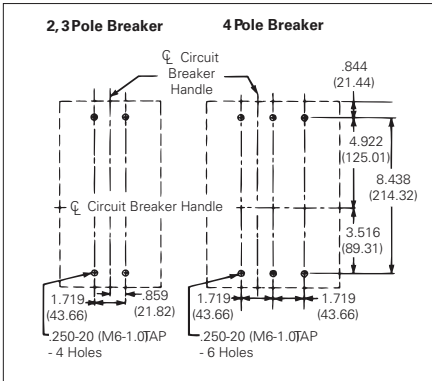 2, 3 Pole Breaker
4 Pole Breaker
℄ Circuit
Breaker
Handle
.844
(21.44)
4.922
(125.01)
8.438
(214.32)
℄ Circuit Breaker Handle
3.516
(89.31)
1.719
(43.66)
.859
(21.82)
1.719
(43.66)
1.719
(43.66)
.250-20 (M6-1.0)TAP
- 4 Holes
.250-20 (M6-1.0)TAP
- 6 Holes